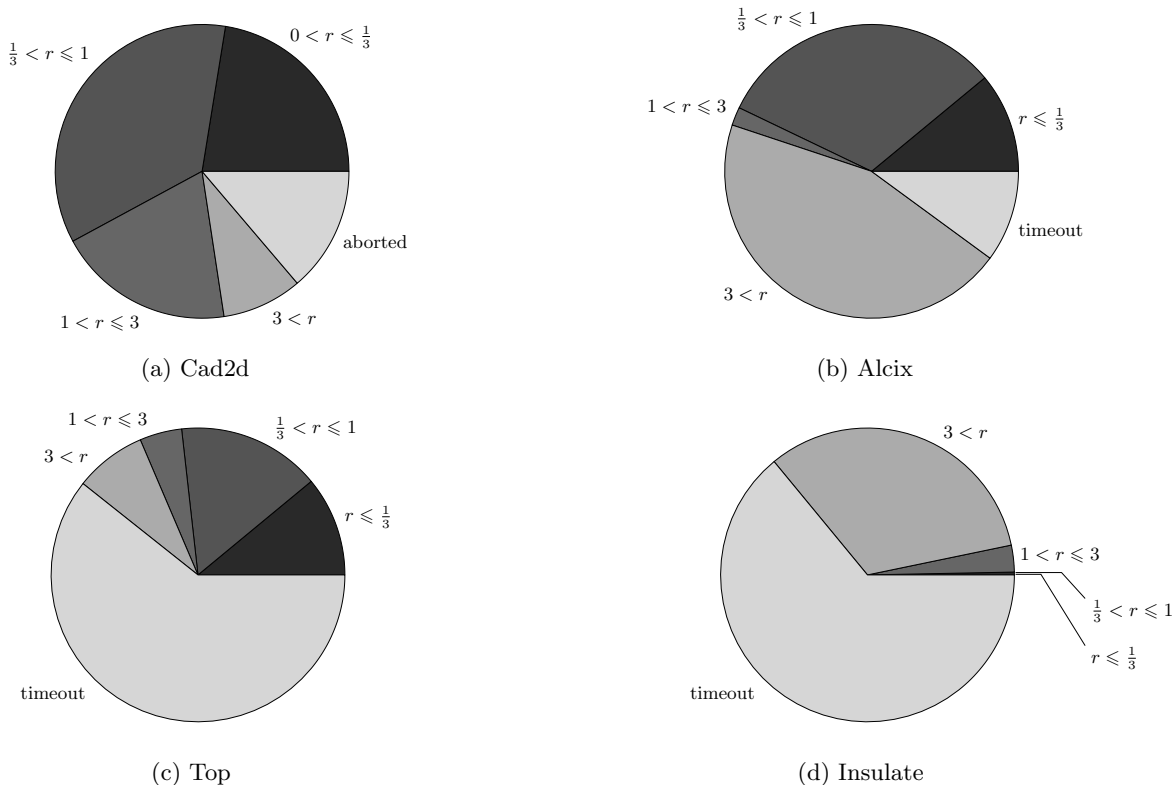 0 < r ⩽ 1/3
1/3 < r ⩽ 1
aborted
1 < r ⩽ 3
3 < r
(a) Cad2d
1/3 < r ⩽ 1
1 < r ⩽ 3
r ⩽ 1/3
timeout
3 < r
(b) Alcix
1 < r ⩽ 3
1/3 < r ⩽ 1
3 < r
r ⩽ 1/3
timeout
(c) Top
3 < r
1 < r ⩽ 3
1/3 < r ⩽ 1
r ⩽ 1/3
timeout
(d) Insulate